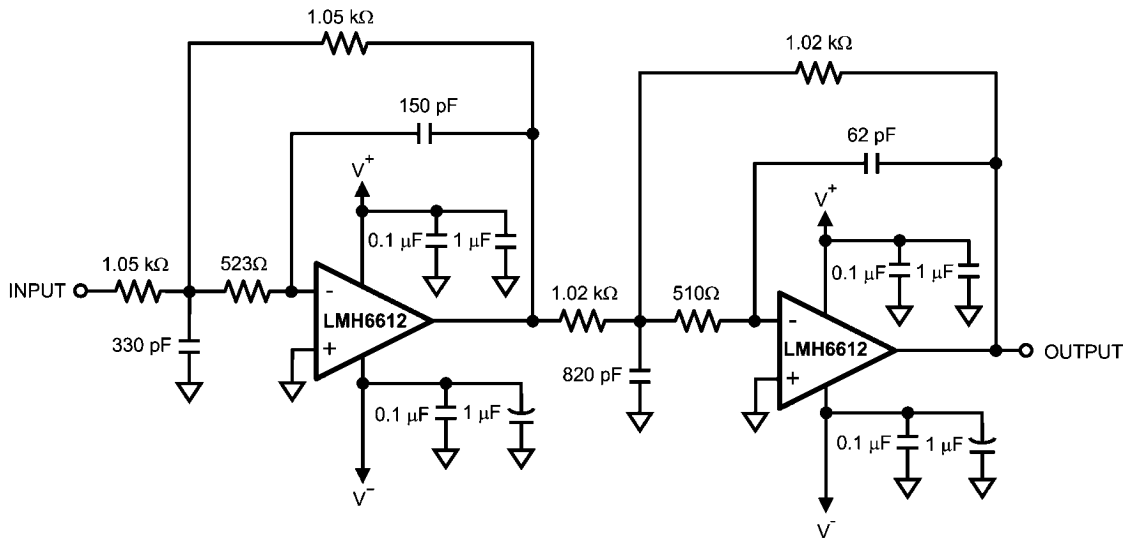 1.05 kΩ
1.02 kΩ
150 pF
62 pF
V+
V+
0.1 μF
1 μF
0.1 μF
1 μF
1.05 kΩ
523Ω
1.02 kΩ
510Ω
INPUT
-
LMH6612
+
-
LMH6612
+
OUTPUT
330 pF
820 pF
0.1 μF
1 μF
0.1 μF
1 μF
V-
V-